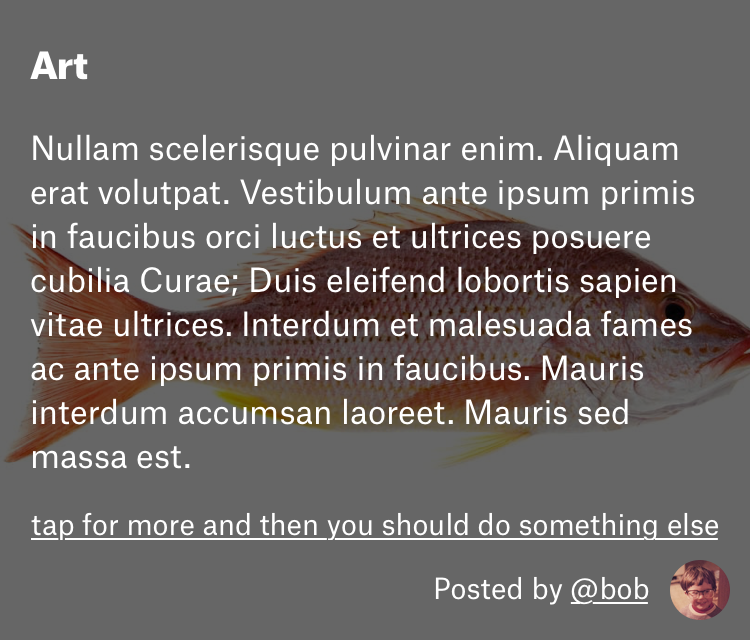 Art
Nullam scelerisque pulvinar enim. Aliquam
erat volutpat. Vestibulum ante ipsum primis
in faucibus orci luctus et ultrices posuere
cubilia Curae; Duis eleifend lobortis sapien
vitae ultrices. Interdum et malesuada fames
ac ante ipsum primis in faucibus. Mauris
interdum accumsan laoreet. Mauris sed
massa est.
tap for more and then you should do something else
Posted by @bob